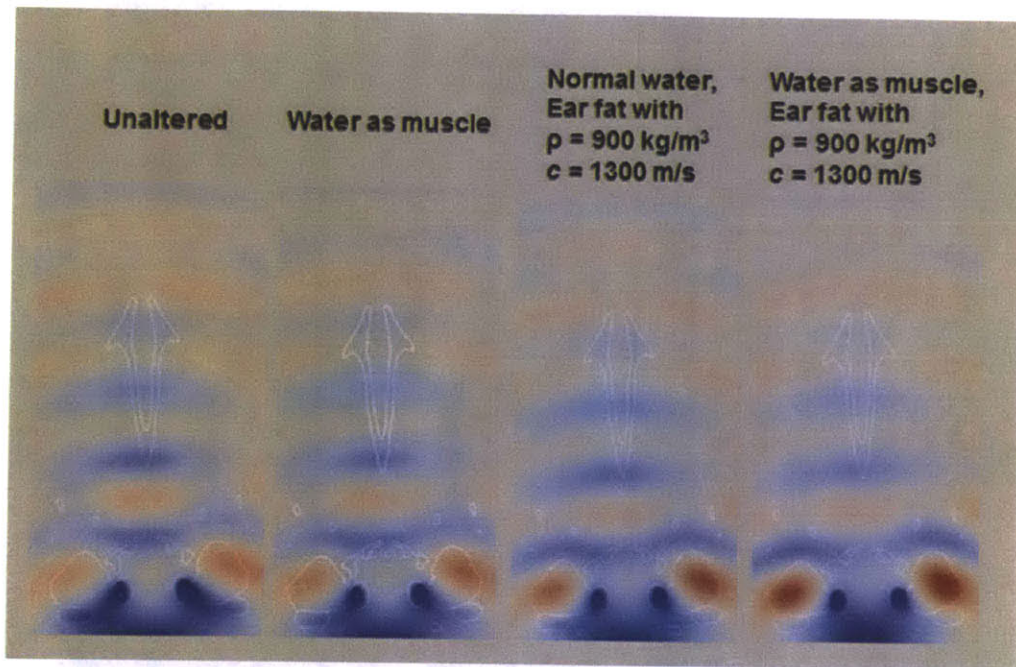 Unaltered
Water as muscle
Normal water,
Ear fat with
ρ = 900 kg/m³
c = 1300 m/s
Water as muscle,
Ear fat with
ρ = 900 kg/m³
c = 1300 m/s